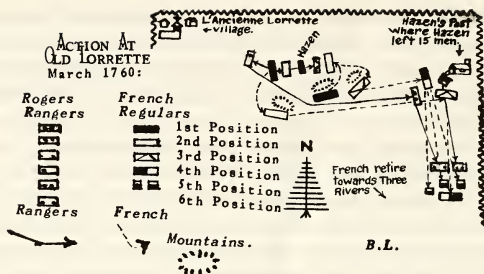 L'Ancienne Lorrette
village.
Hazen's Post
where Hazen
left 15 men.
Hazen
ACTION AT
OLD LORRETTE
March 1760:
Rogers French
Rangers Regulars
1st Position
2nd Position
3rd Position
4th Position
5th Position
6th Position
Rangers French
Mountains.
N
French retire
towards Three
Rivers
B.L.